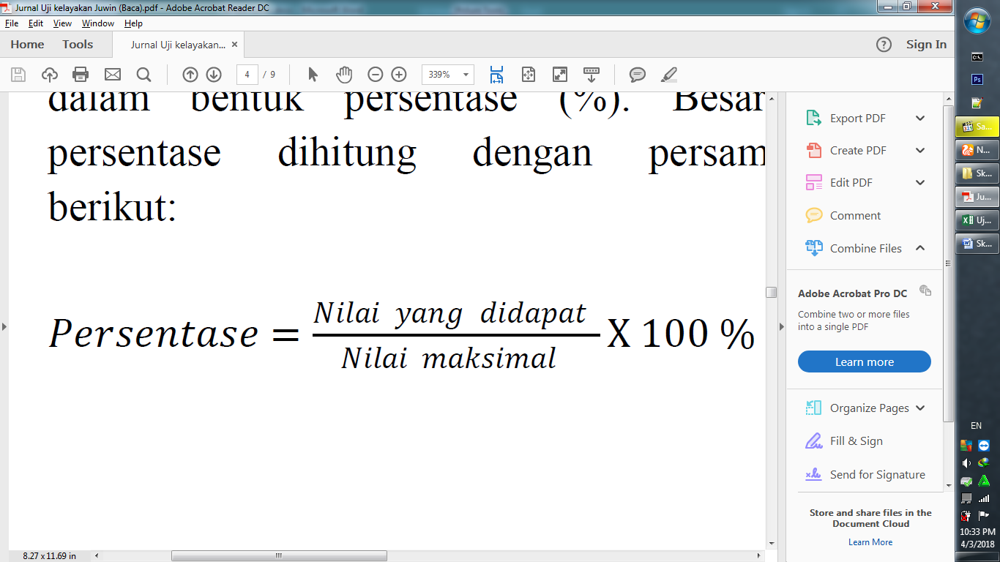 Jurnal Uji kelayakan Juwin (Baca).pdf - Adobe Acrobat Reader DC
File Edit View Window Help
Home Tools Jurnal Uji kelayakan... × Sign In
4 / 9 339%
dalam bentuk persentase (%). Besar
persentase dihitung dengan persam
berikut:
Persentase = Nilai yang didapat
Nilai maksimal
X 100 %
8.27 x 11.69 in
Export PDF
Create PDF
Edit PDF
Comment
Combine Files
Adobe Acrobat Pro DC
Combine two or more files
into a single PDF
Learn more
Organize Pages
Fill & Sign
Send for Signature
Store and share files in the
Document Cloud
Learn More
C:\_
Ps
321
Sa...
N...
Sk...
Ju...
Uj...
Sk...
EN
10:33 PM
4/3/2018